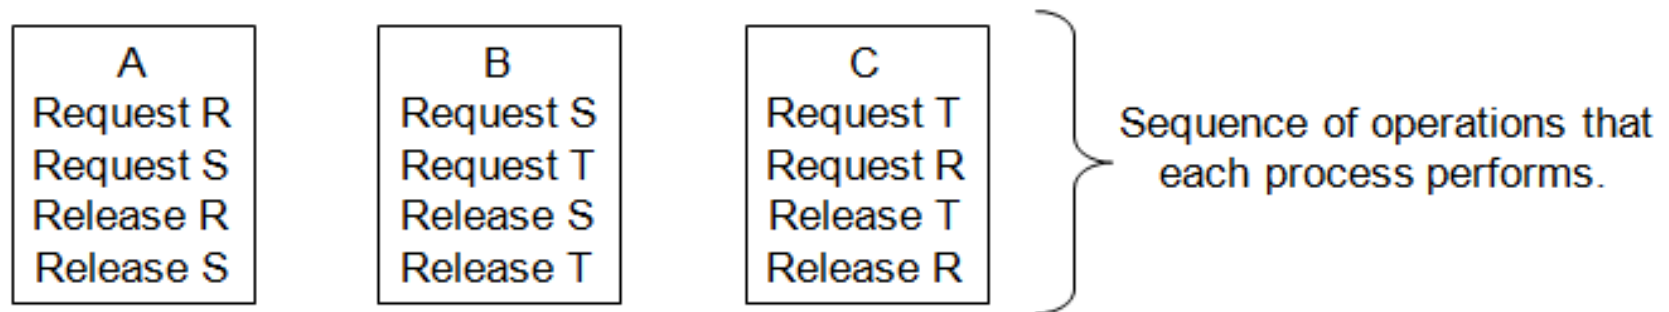 A
Request R
Request S
Release R
Release S
B
Request S
Request T
Release S
Release T
C
Request T
Request R
Release T
Release R
Sequence of operations that
each process performs.